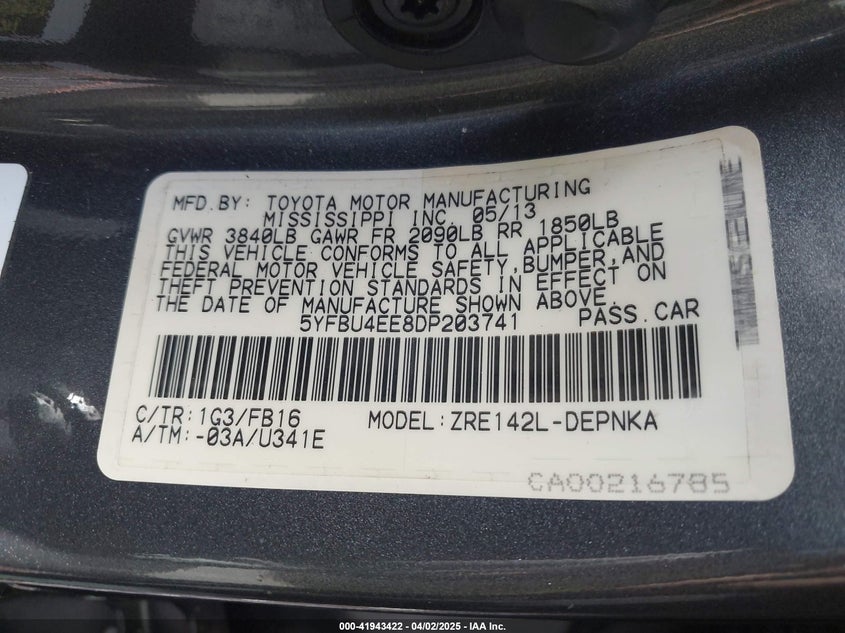 MFD.BY: TOYOTA MOTOR MANUFACTURING
MISSISSIPPI INC. 05/13
GVWR 3840LB GAWR FR 2090LB RR 1850LB
THIS VEHICLE CONFORMS TO ALL APPLICABLE
FEDERAL MOTOR VEHICLE SAFETY,BUMPER,AND
THEFT PREVENTION STANDARDS IN EFFECT ON
THE DATE OF MANUFACTURE SHOWN ABOVE.
5YFBU4EE8DP203741 PASS.CAR
C/TR:1G3/FB16 MODEL:ZRE142L-DEPNKA
A/TM:-03A/U341E
CA00216785
000-41943422 - 04/02/2025 - IAA Inc.